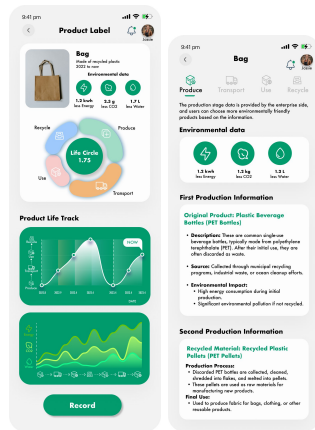 9:41 pm
Product Label
Bag
Made of recycled plastic
2022 to now
Environmental data
1.2 kwh
less Energy
2.2 g
less CO2
1.7 L
less Water
Recycle
Produce
Life Circle
1.75
Use
Transport
Product Life Track
NOW
Recycle
Use
Transport
Produce
DATE
Record
9:41 pm
Bag
Produce
Transport
Use
Recycle
The production stage data is provided by the enterprise side,
and users can choose more environmentally friendly
products based on the information.
Environmental data
1.2 kwh
less Energy
1.2 kg
less CO2
1.2 L
less Water
First Production Information
Original Product: Plastic Beverage
Bottles (PET Bottles)
• Description: These are common single-use
beverage bottles, typically made from polyethylene
terephthalate (PET). After their initial use, they are
often discarded as waste.
• Source: Collected through municipal recycling
programs, industrial waste, or ocean cleanup efforts.
• Environmental Impact:
• High energy consumption during initial
production.
• Significant environmental pollution if not recycled.
Second Production Information
Recycled Material: Recycled Plastic
Pellets (PET Pellets)
Production Process:
• Discarded PET bottles are collected, cleaned,
shredded into flakes, and melted into pellets.
• These pellets are used as raw materials for
manufacturing new products.
Final Use:
• Used to produce fabric for bags, clothing, or other
reusable products.